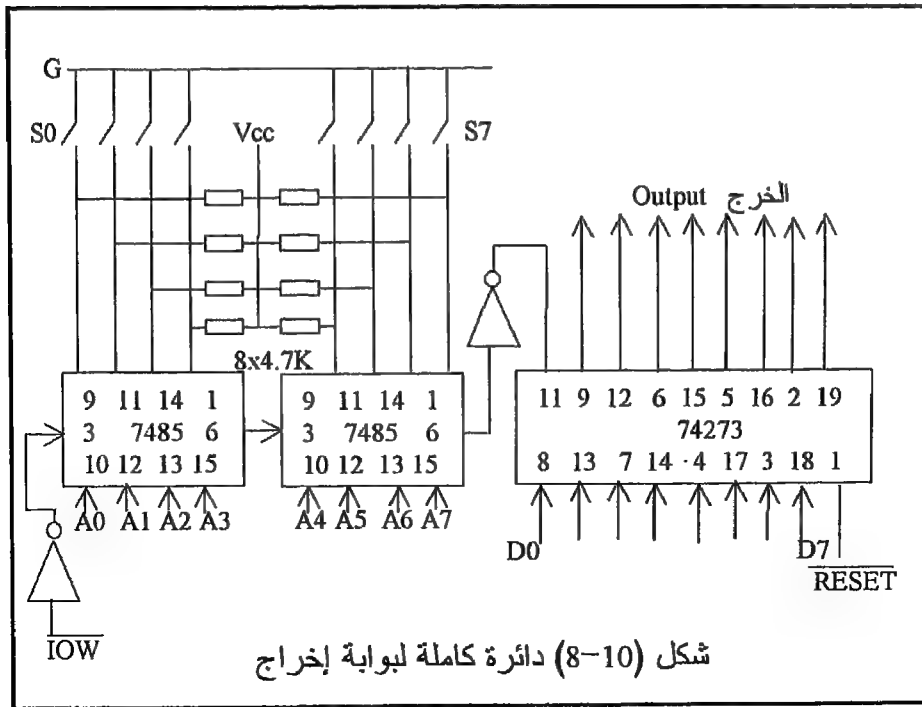 G
S0 Vcc S7
Output الخرج
8x4.7K
9 11 14 1
3 7485 6
10 12 13 15
9 11 14 1
3 7485 6
10 12 13 15
11 9 12 6 15 5 16 2 19
74273
8 13 7 14 4 17 3 18 1
A0 A1 A2 A3
A4 A5 A6 A7
D0 D7
RESET
IOW
شكل (10-8) دائرة كاملة لبوابة إخراج